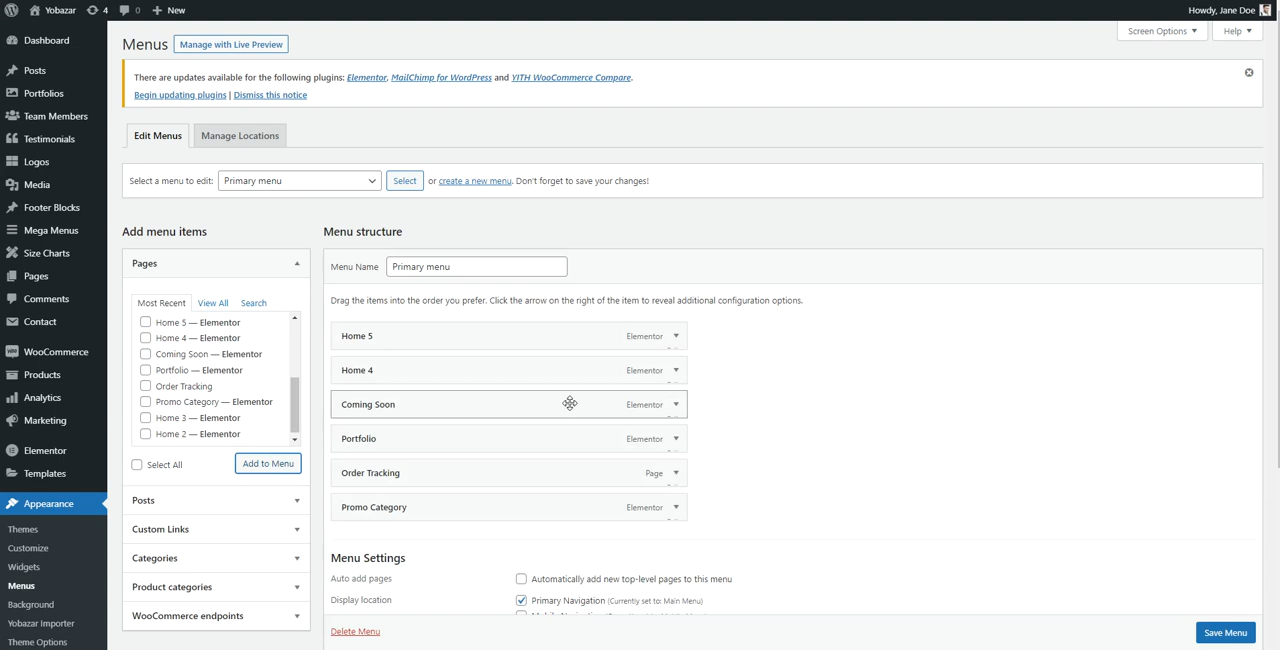 Yobazar 4 0 New Howdy, Jane Doe
Screen Options Help
Dashboard
Posts
Portfolios
Team Members
Testimonials
Logos
Media
Footer Blocks
Mega Menus
Size Charts
Pages
Comments
Contact
WooCommerce
Products
Analytics
Marketing
Elementor
Templates
Appearance
Themes
Customize
Widgets
Menus
Background
Yobazar Importer
Theme Options
Menus Manage with Live Preview
There are updates available for the following plugins: Elementor, MailChimp for WordPress and YITH WooCommerce Compare.
Begin updating plugins | Dismiss this notice
Edit Menus Manage Locations
Select a menu to edit: Primary menu Select or create a new menu. Don't forget to save your changes!
Add menu items
Pages
Most Recent View All Search
Home 5 — Elementor
Home 4 — Elementor
Coming Soon — Elementor
Portfolio — Elementor
Order Tracking
Promo Category — Elementor
Home 3 — Elementor
Home 2 — Elementor
Select All Add to Menu
Posts
Custom Links
Categories
Product categories
WooCommerce endpoints
Menu structure
Menu Name Primary menu
Drag the items into the order you prefer. Click the arrow on the right of the item to reveal additional configuration options.
Home 5 Elementor
Home 4 Elementor
Coming Soon Elementor
Portfolio Elementor
Order Tracking Page
Promo Category Elementor
Menu Settings
Auto add pages Automatically add new top-level pages to this menu
Display location Primary Navigation (Currently set to: Main Menu)
Delete Menu Save Menu